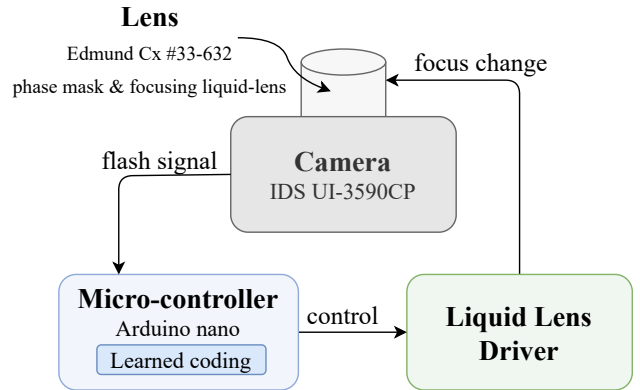 Lens
Edmund Cx #33-632
phase mask & focusing liquid-lens
focus change
Camera
IDS UI-3590CP
flash signal
Micro-controller
Arduino nano
Learned coding
control
Liquid Lens
Driver